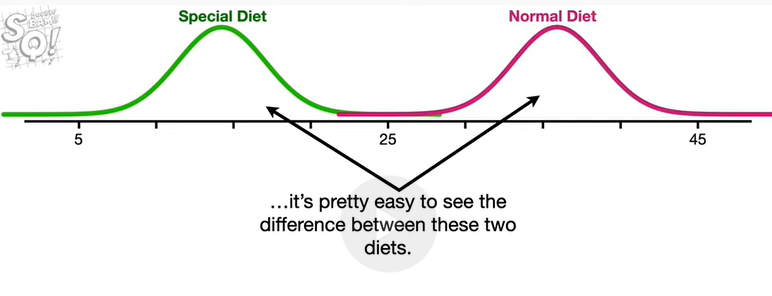 Special Diet
Normal Diet
5
25
45
…it's pretty easy to see the
difference between these two
diets.